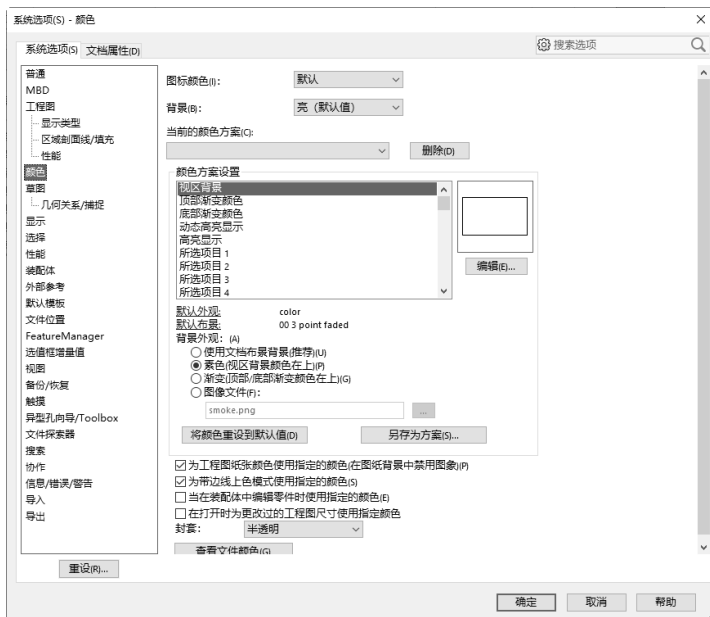 系统选项(S) - 颜色
系统选项(S) 文档属性(D)
搜索选项
普通
MBD
工程图
显示类型
区域剖面线/填充
性能
颜色
草图
几何关系/捕捉
显示
选择
性能
装配体
外部参考
默认模板
文件位置
FeatureManager
选值框增量值
视图
备份/恢复
触摸
异型孔向导/Toolbox
文件探索器
搜索
协作
信息/错误/警告
导入
导出
重设(R)...
图标颜色(I): 默认
背景(B): 亮（默认值）
当前的颜色方案(C):
删除(D)
颜色方案设置
视区背景
顶部渐变颜色
底部渐变颜色
动态高亮显示
高亮显示
所选项目 1
所选项目 2
所选项目 3
所选项目 4
编辑(E)...
默认外观: color
默认布景: 00 3 point faded
背景外观: (A)
使用文档布景背景(推荐)(U)
素色(视区背景颜色在上)(P)
渐变(顶部/底部渐变颜色在上)(G)
图像文件(F):
smoke.png ...
将颜色重设到默认值(D) 另存为方案(S)...
为工程图纸张颜色使用指定的颜色(在图纸背景中禁用图象)(P)
为带边线上色模式使用指定的颜色(S)
当在装配体中编辑零件时使用指定的颜色(E)
在打开时为更改过的工程图尺寸使用指定颜色
封套: 半透明
查看文件颜色(G)
确定 取消 帮助